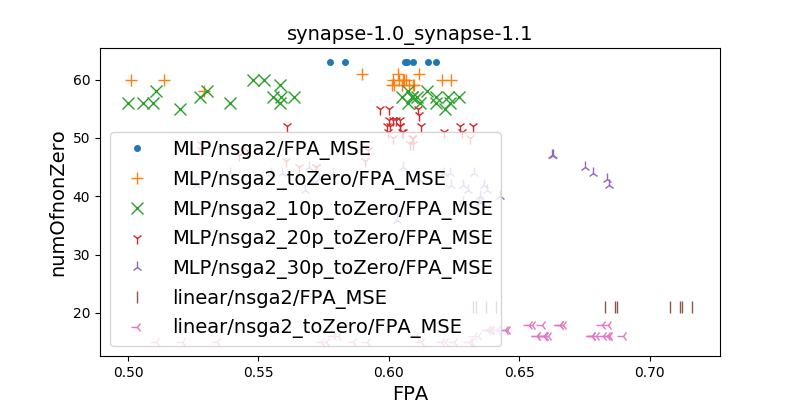 synapse-1.0_synapse-1.1
numOfnonZero
60
50
40
30
20
MLP/nsga2/FPA_MSE
MLP/nsga2_toZero/FPA_MSE
MLP/nsga2_10p_toZero/FPA_MSE
MLP/nsga2_20p_toZero/FPA_MSE
MLP/nsga2_30p_toZero/FPA_MSE
linear/nsga2/FPA_MSE
linear/nsga2_toZero/FPA_MSE
0.50 0.55 0.60 0.65 0.70
FPA